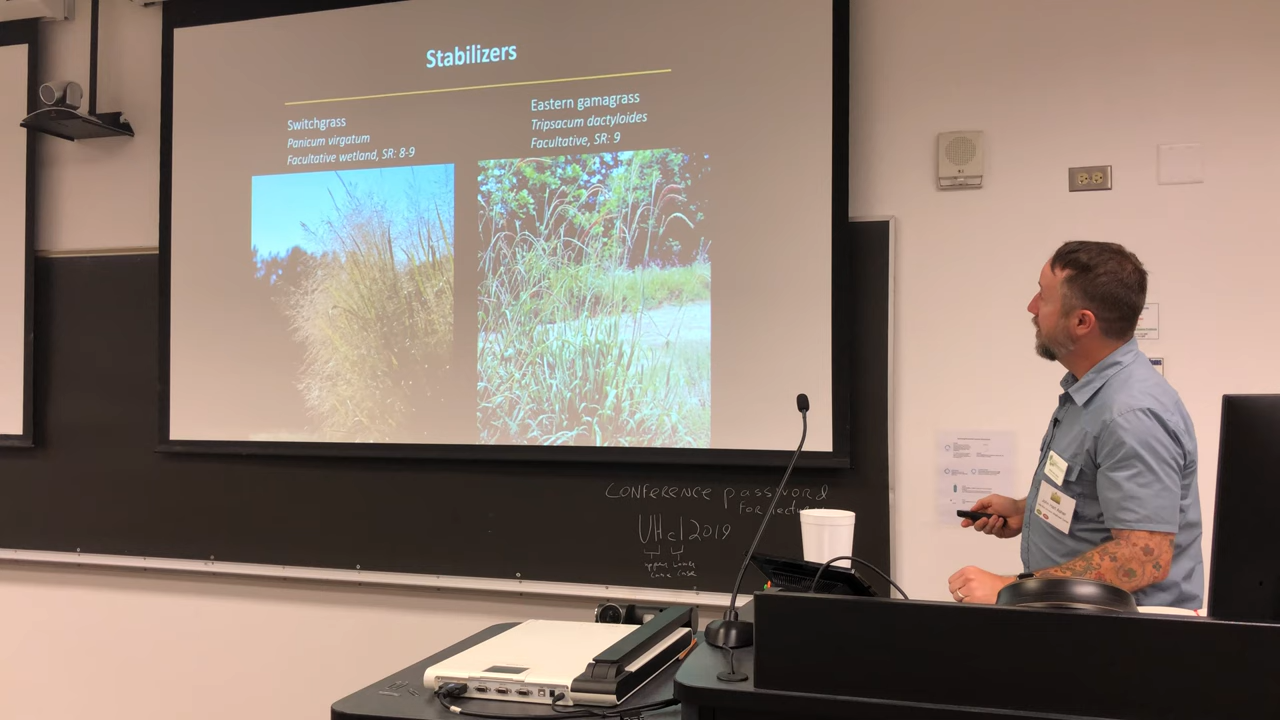 Stabilizers
Switchgrass
Panicum virgatum
Facultative wetland, SR: 8-9
Eastern gamagrass
Tripsacum dactyloides
Facultative, SR: 9
CONFERENCE password
FOR
UHcl2019
upper lower
case case